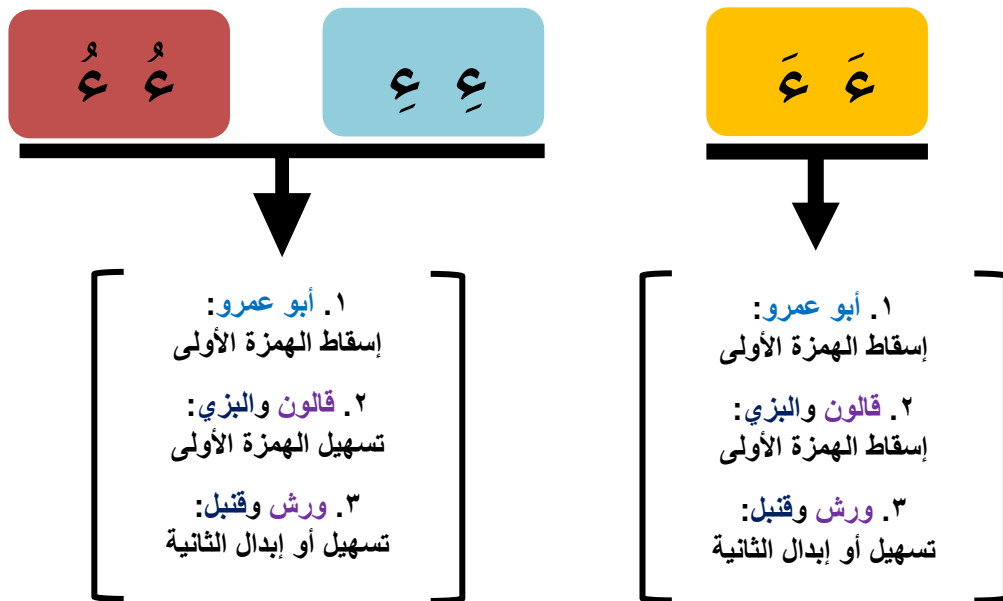 ءَ ءَ
ءِ ءِ
ءُ ءُ
١. أبو عمرو:
إسقاط الهمزة الأولى
٢. قالون والبزي:
إسقاط الهمزة الأولى
٣. ورش وقنبل:
تسهيل أو إبدال الثانية
١. أبو عمرو:
إسقاط الهمزة الأولى
٢. قالون والبزي:
تسهيل الهمزة الأولى
٣. ورش وقنبل:
تسهيل أو إبدال الثانية